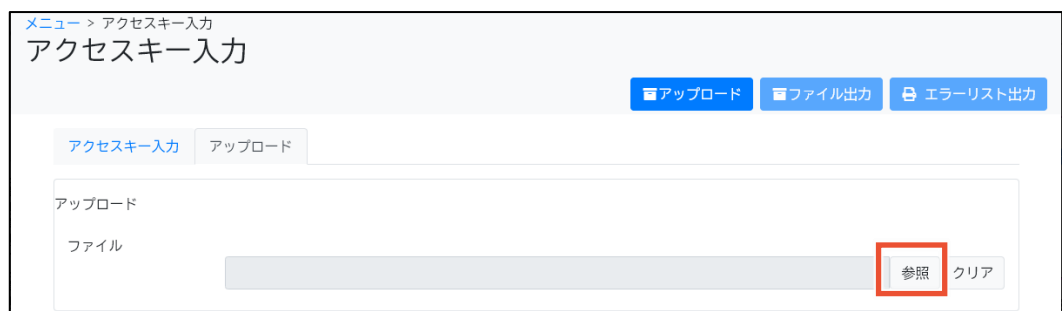 メニュー > アクセスキー入力
アクセスキー入力
アップロード ファイル出力 エラーリスト出力
アクセスキー入力 アップロード
アップロード
ファイル
参照 クリア